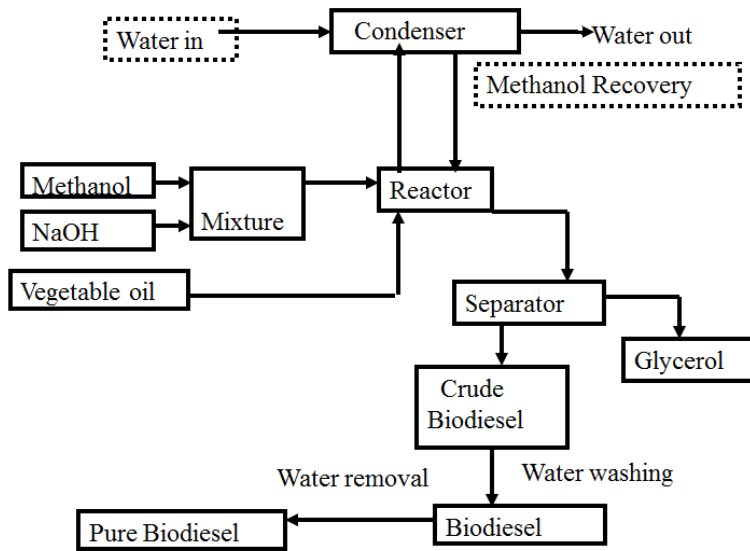 Water in
Condenser
Water out
Methanol Recovery
Methanol
Mixture
Reactor
NaOH
Vegetable oil
Separator
Glycerol
Crude
Biodiesel
Water removal
Water washing
Pure Biodiesel
Biodiesel